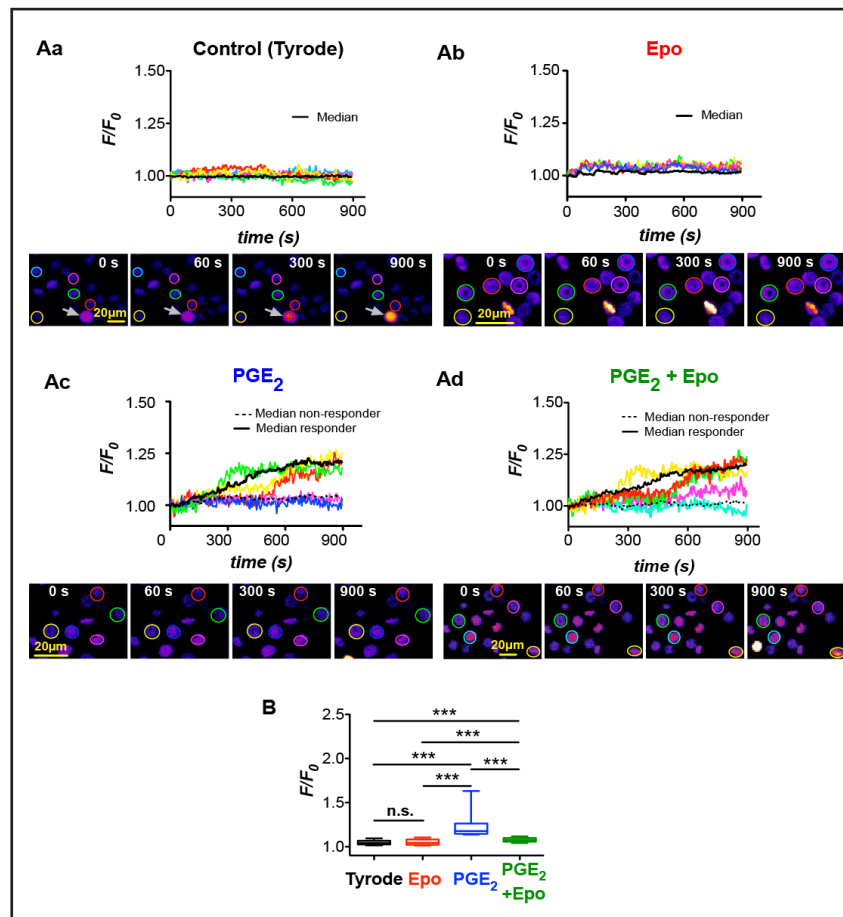 Aa
Control (Tyrode)
1.50
1.25
1.00
F/F0
Median
0
300
600
900
time (s)
0 s
60 s
300 s
900 s
20µm
Ab
Epo
1.50
1.25
1.00
F/F0
Median
0
300
600
900
time (s)
0 s
60 s
300 s
900 s
20µm
Ac
PGE2
1.50
1.25
1.00
F/F0
Median non-responder
Median responder
0
300
600
900
time (s)
0 s
60 s
300 s
900 s
20µm
Ad
PGE2 + Epo
1.50
1.25
1.00
F/F0
Median non-responder
Median responder
0
300
600
900
time (s)
0 s
60 s
300 s
900 s
20µm
B
2.5
2.0
1.5
1.0
F/F0
***
***
***
***
***
n.s.
Tyrode
Epo
PGE2
PGE2
+Epo